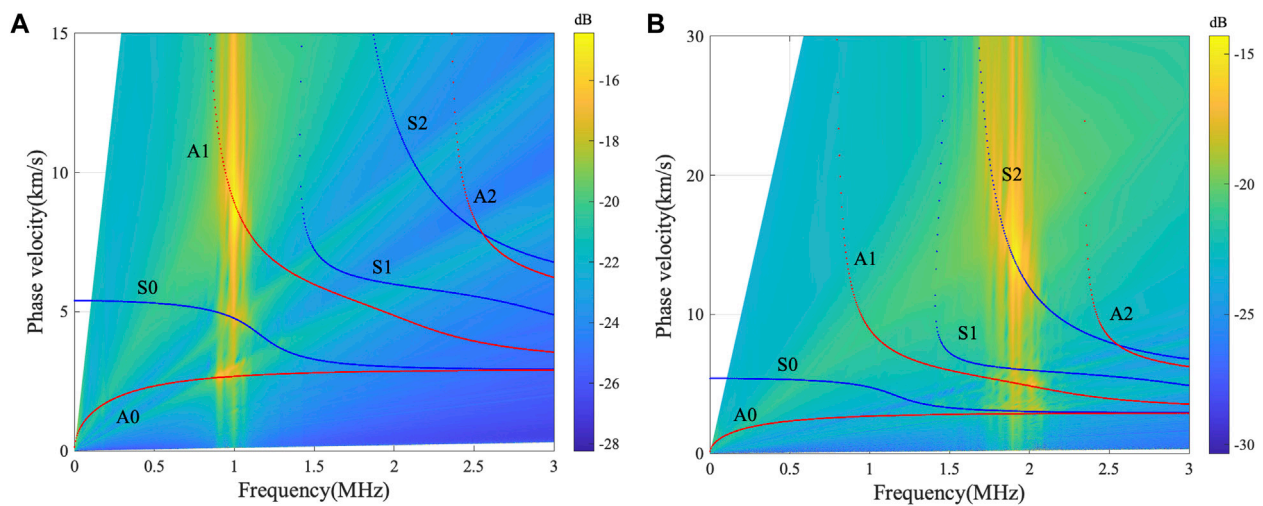 A
dB
15
10
5
0
Phase velocity(km/s)
A1
S2
A2
S1
S0
A0
0
0.5
1
1.5
2
2.5
3
Frequency(MHz)
-16
-18
-20
-22
-24
-26
-28
B
dB
30
20
10
0
Phase velocity(km/s)
S2
A1
A2
S1
S0
A0
0
0.5
1
1.5
2
2.5
3
Frequency(MHz)
-15
-20
-25
-30